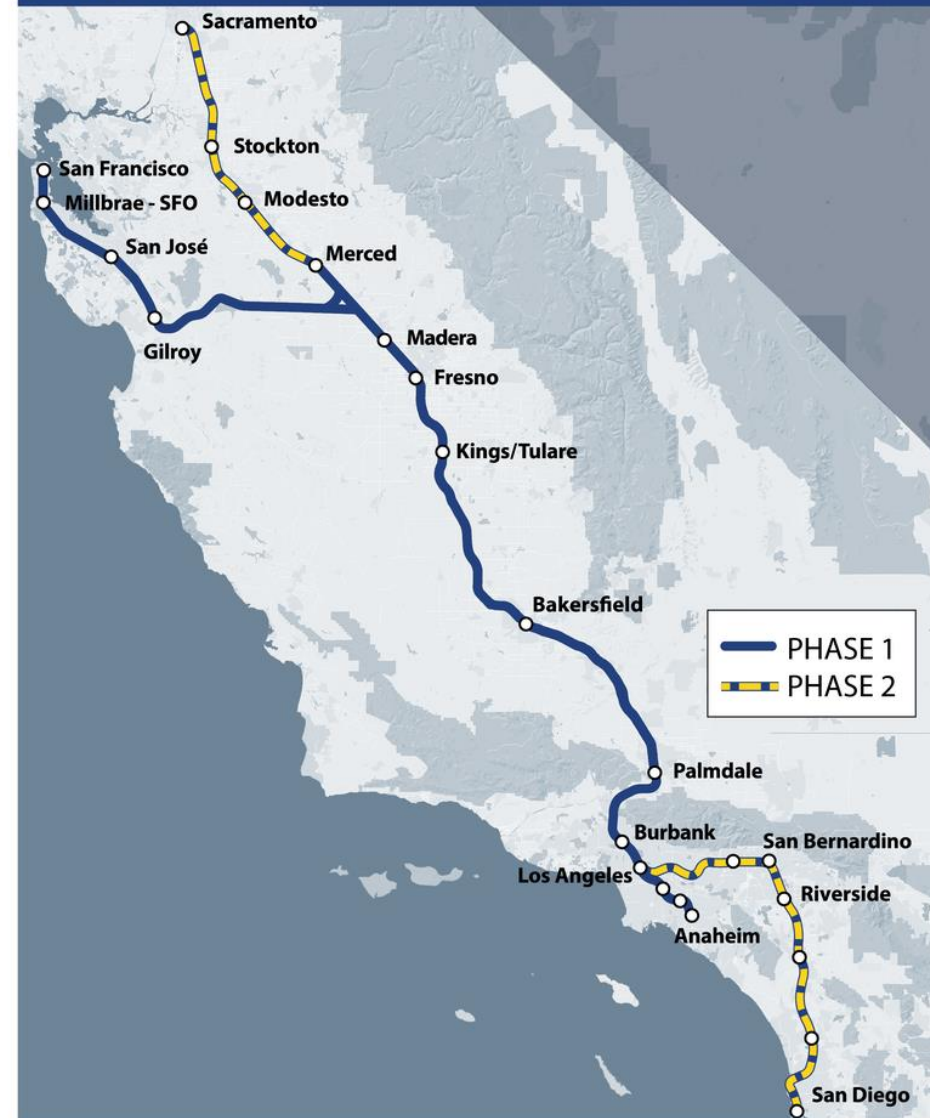 Sacramento
Stockton
San Francisco
Modesto
Millbrae - SFO
San José
Merced
Gilroy
Madera
Fresno
Kings/Tulare
Bakersfield
PHASE 1
PHASE 2
Palmdale
Burbank
San Bernardino
Los Angeles
Riverside
Anaheim
San Diego